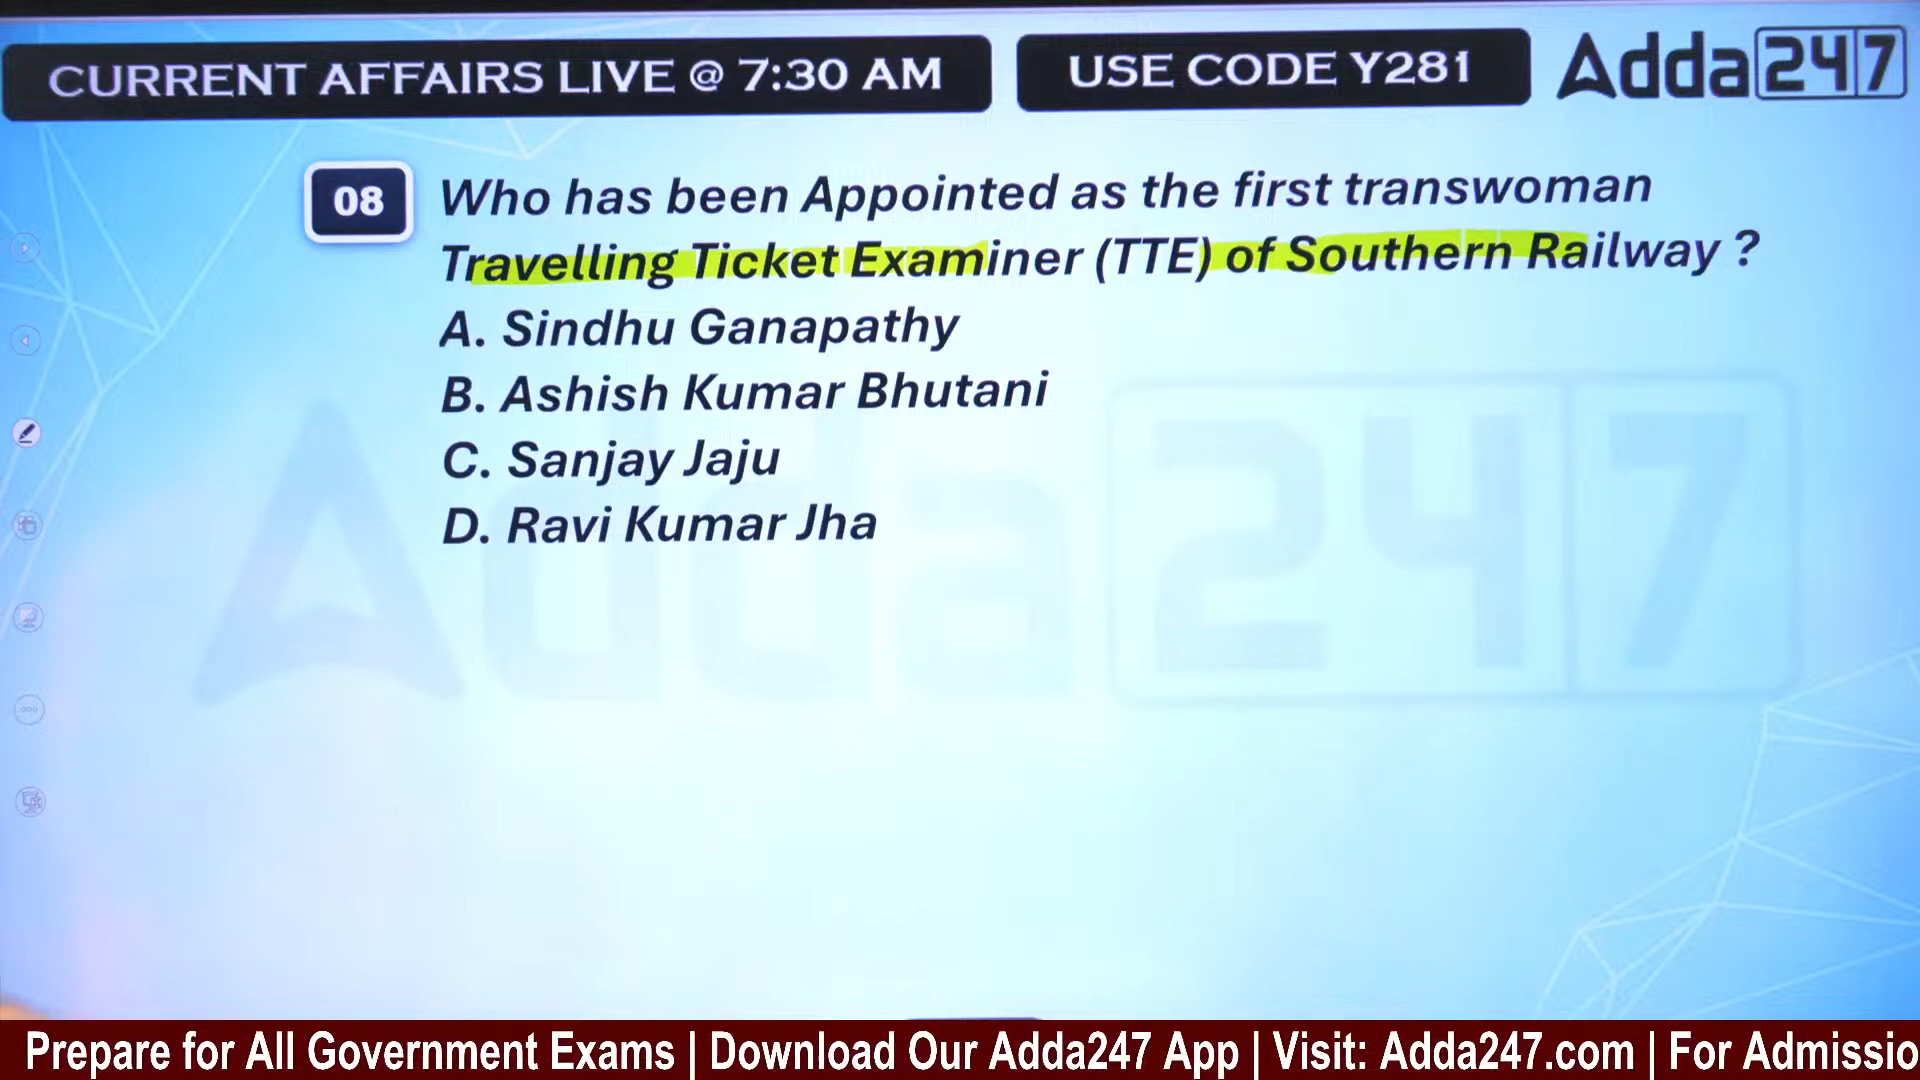 CURRENT AFFAIRS LIVE @ 7:30 AM
USE CODE Y281
Adda247
08
Who has been Appointed as the first transwoman
Travelling Ticket Examiner (TTE) of Southern Railway ?
A. Sindhu Ganapathy
B. Ashish Kumar Bhutani
C. Sanjay Jaju
D. Ravi Kumar Jha
Adda247
Prepare for All Government Exams | Download Our Adda247 App | Visit: Adda247.com | For Admissio